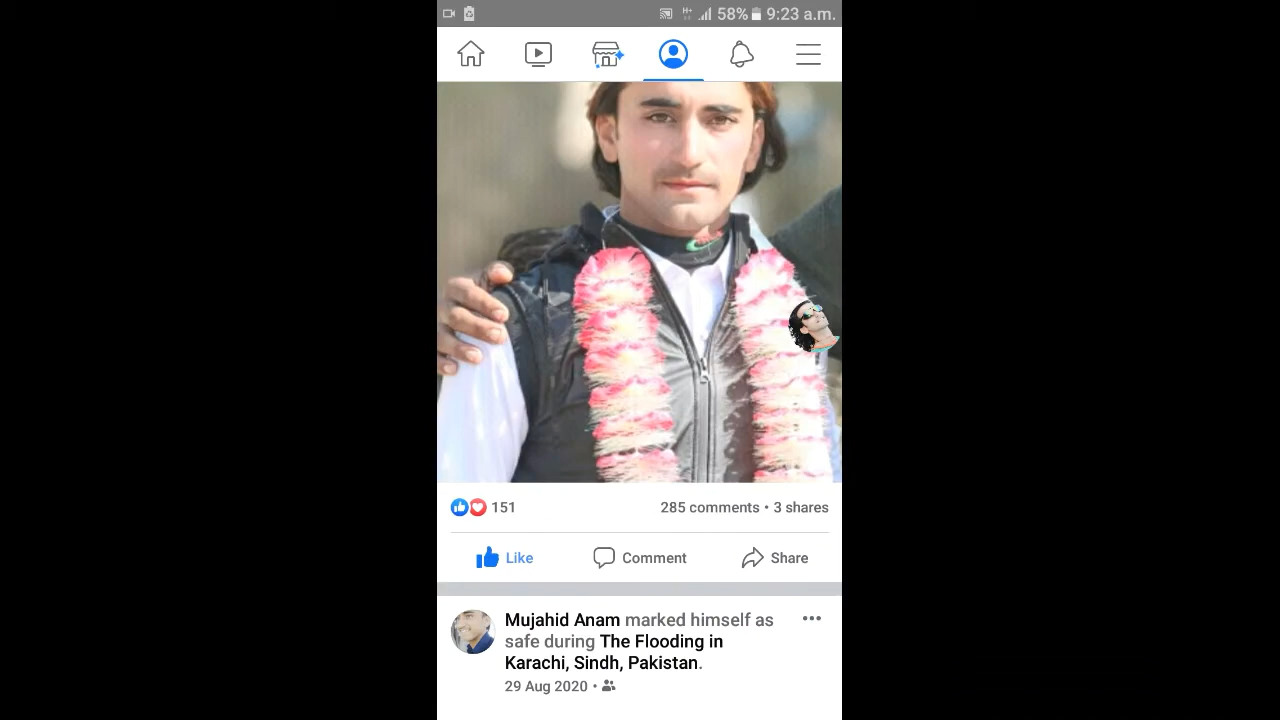 H+ 58% 9:23 a.m.
151 285 comments • 3 shares
Like Comment Share
Mujahid Anam marked himself as
safe during The Flooding in
Karachi, Sindh, Pakistan.
29 Aug 2020 •